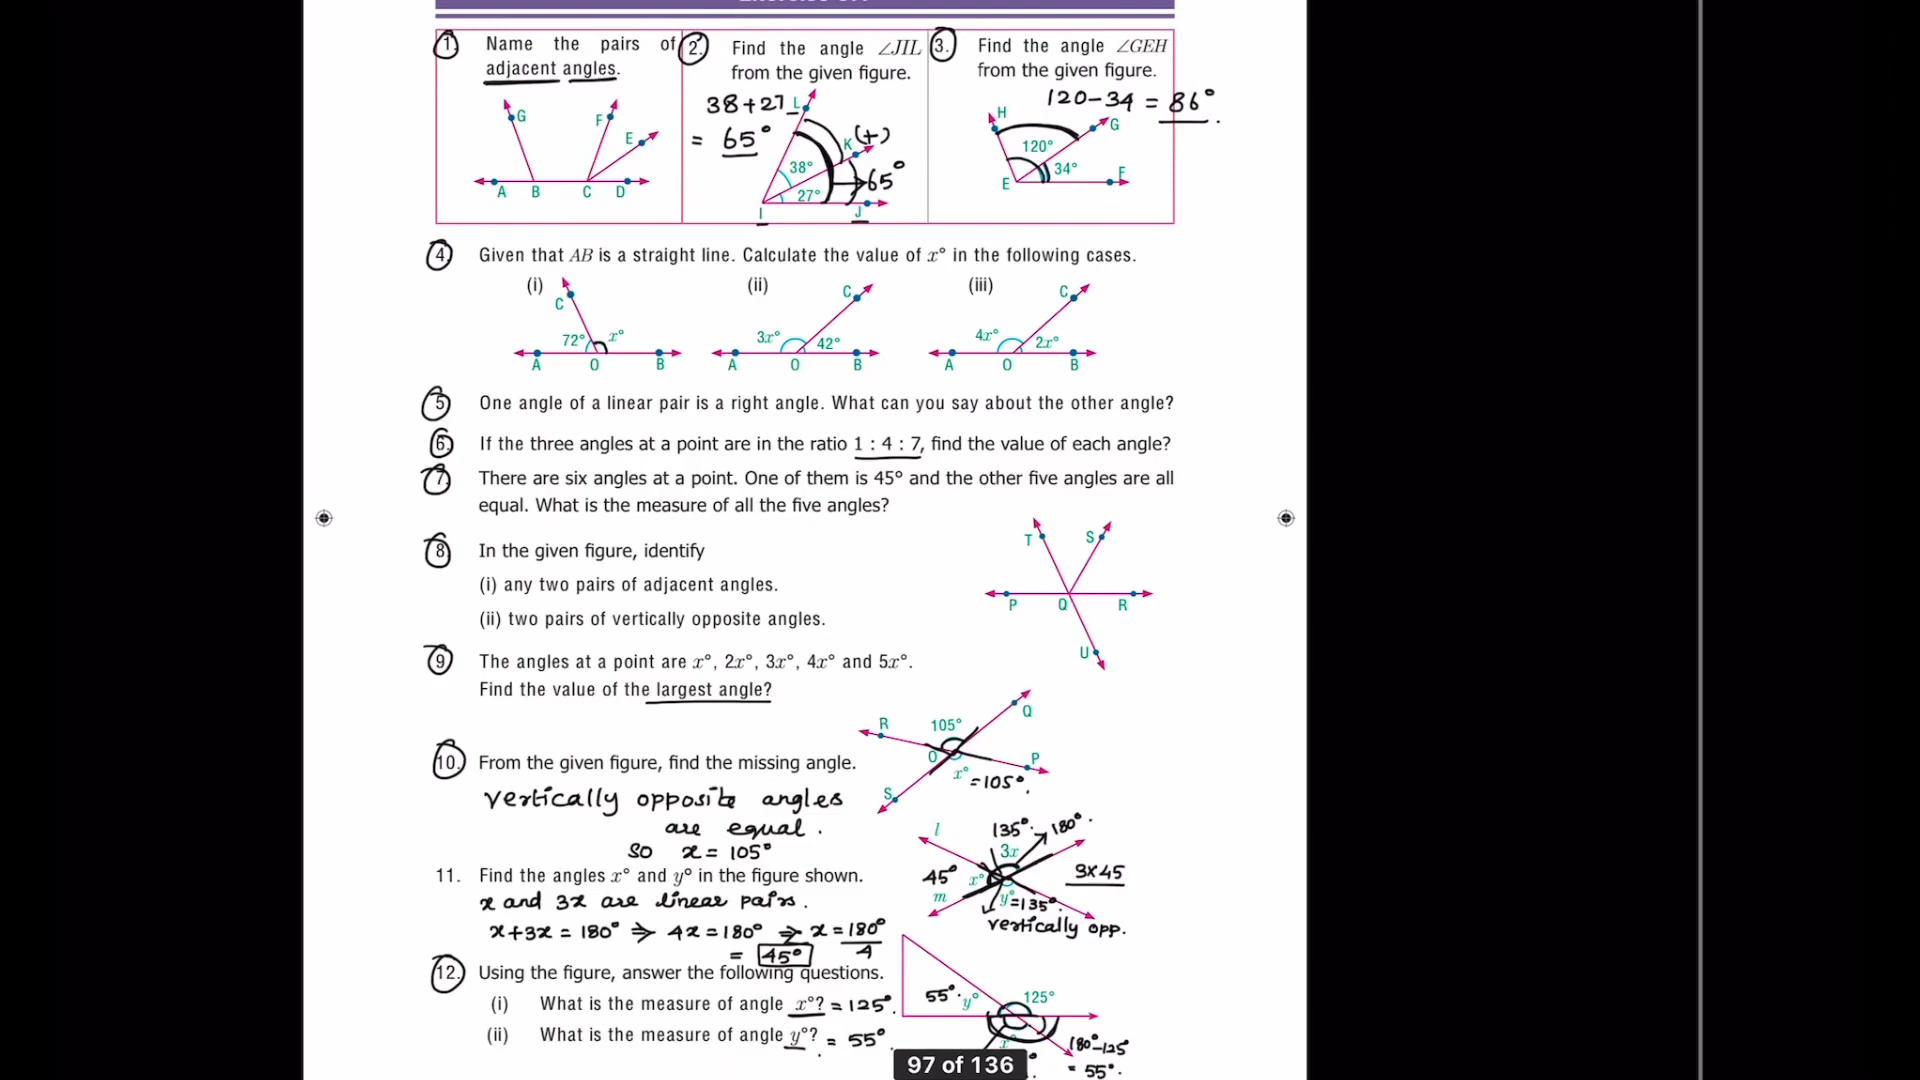 1. Name the pairs of
adjacent angles.
G
F
E
A B C D
2. Find the angle ∠JIL
from the given figure.
38+27
= 65°
L
K (+)
38°
65°
27°
I
J
3. Find the angle ∠GEH
from the given figure.
120-34 = 86°.
H
G
120°
34°
E
F
4. Given that AB is a straight line. Calculate the value of x° in the following cases.
(i)
C
72° x°
A O B
(ii)
C
3x° 42°
A O B
(iii)
C
4x° 2x°
A O B
5 One angle of a linear pair is a right angle. What can you say about the other angle?
6. If the three angles at a point are in the ratio 1 : 4 : 7, find the value of each angle?
7. There are six angles at a point. One of them is 45° and the other five angles are all
equal. What is the measure of all the five angles?
8 In the given figure, identify
(i) any two pairs of adjacent angles.
(ii) two pairs of vertically opposite angles.
T S
P Q R
U
9 The angles at a point are x°, 2x°, 3x°, 4x° and 5x°.
Find the value of the largest angle?
R 105° Q
O P
x° =105°.
S
10. From the given figure, find the missing angle.
vertically opposite angles
are equal.
so x = 105°
11. Find the angles x° and y° in the figure shown.
x and 3x are linear pairs.
x+3x = 180° ⇒ 4x = 180° ⇒ x = 180°
4
= 45°
l 135°. 180°.
3x
45° x° 3x45
m y°=135°.
vertically opp.
12. Using the figure, answer the following questions.
(i) What is the measure of angle x°? = 125°.
(ii) What is the measure of angle y°? = 55°.
55°. y° 125°
x°
180°-125°
= 55°.
97 of 136